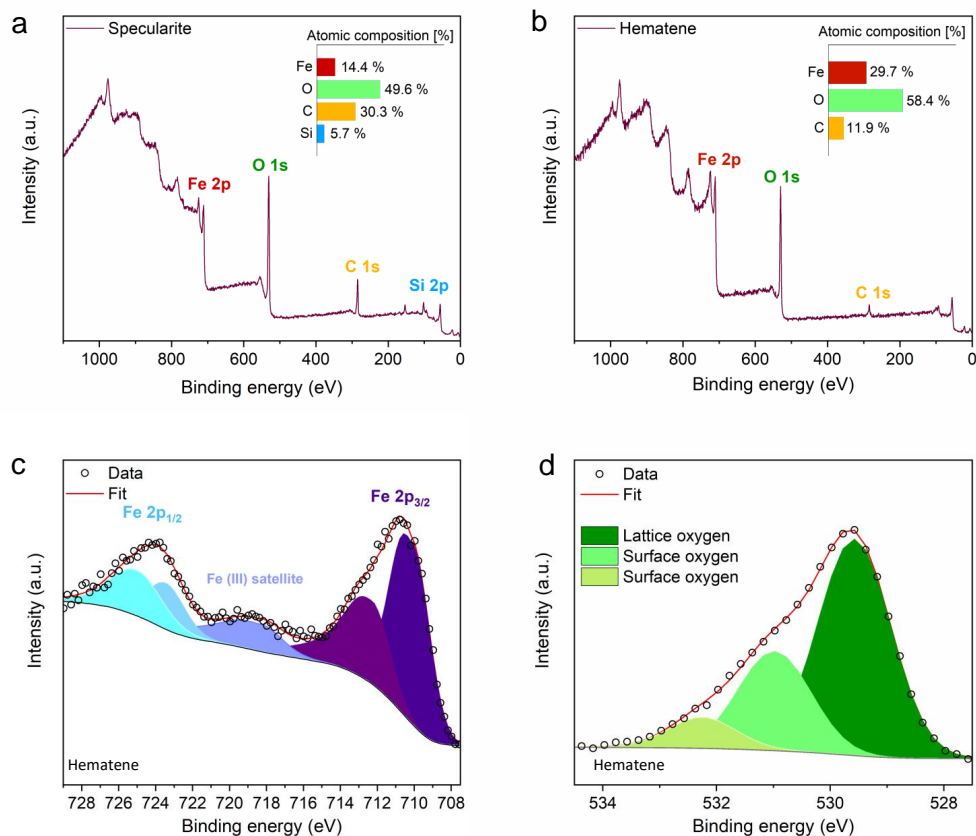 a
Specularite
Atomic composition [%]
Fe 14.4 %
O 49.6 %
C 30.3 %
Si 5.7 %
Fe 2p
O 1s
C 1s
Si 2p
Intensity (a.u.)
1000 800 600 400 200 0
Binding energy (eV)
b
Hematene
Atomic composition [%]
Fe 29.7 %
O 58.4 %
C 11.9 %
Fe 2p
O 1s
C 1s
Intensity (a.u.)
1000 800 600 400 200 0
Binding energy (eV)
c
Data
Fit
Fe 2p1/2
Fe 2p3/2
Fe (III) satellite
Intensity (a.u.)
Hematene
728 726 724 722 720 718 716 714 712 710 708
Binding energy (eV)
d
Data
Fit
Lattice oxygen
Surface oxygen
Surface oxygen
Intensity (a.u.)
Hematene
534 532 530 528
Binding energy (eV)